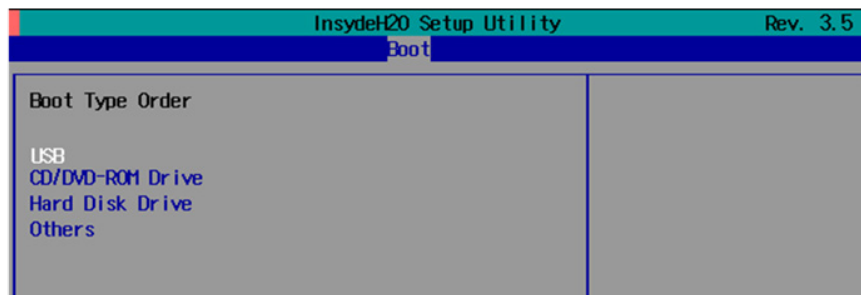 InsydeH2O Setup Utility Rev. 3.5
Boot
Boot Type Order
USB
CD/DVD-ROM Drive
Hard Disk Drive
Others